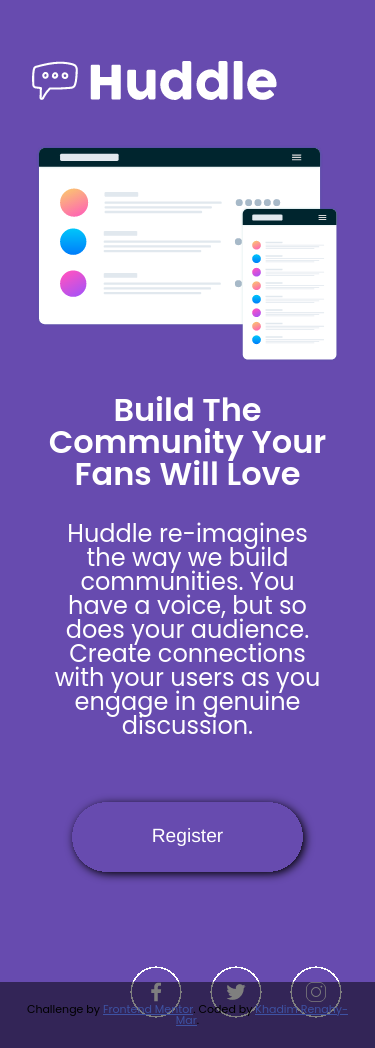 Huddle
Build The
Community Your
Fans Will Love
Huddle re-imagines
the way we build
communities. You
have a voice, but so
does your audience.
Create connections
with your users as you
engage in genuine
discussion.
Register
Challenge by Frontend Mentor. Coded by Khadim Rengby-
Mar.